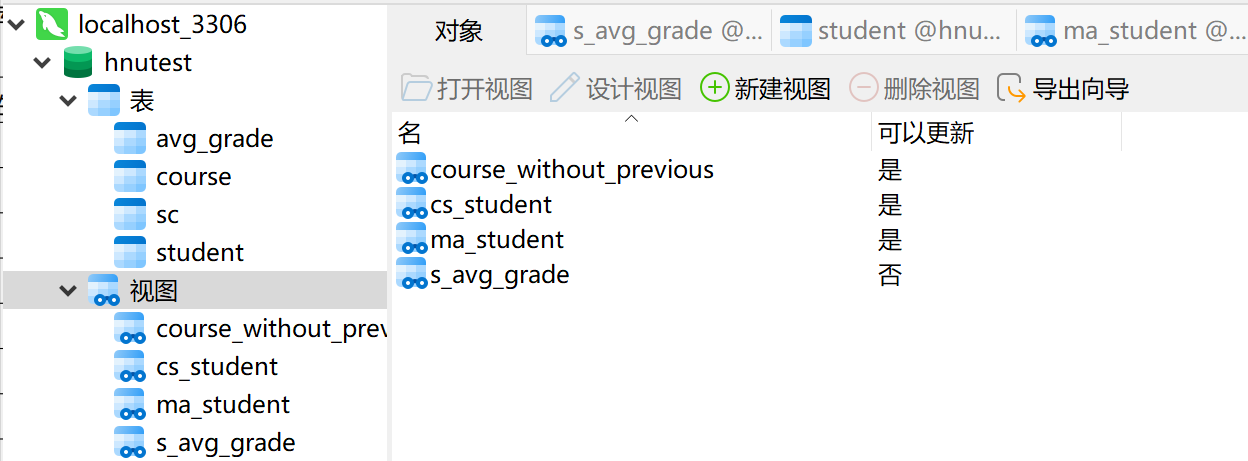 localhost_3306
hnutest
表
avg_grade
course
sc
student
视图
course_without_prev
cs_student
ma_student
s_avg_grade
对象 s_avg_grade @... student @hnu... ma_student @...
打开视图 设计视图 新建视图 删除视图 导出向导
名 可以更新
course_without_previous 是
cs_student 是
ma_student 是
s_avg_grade 否